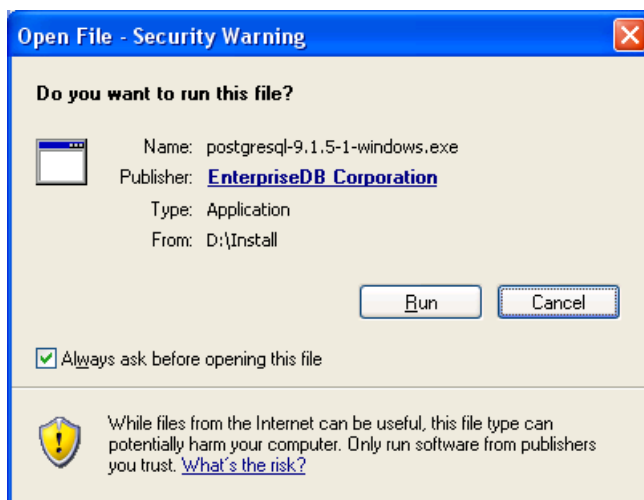 Open File - Security Warning
Do you want to run this file?
Name: postgresql-9.1.5-1-windows.exe
Publisher: EnterpriseDB Corporation
Type: Application
From: D:\Install
Run Cancel
Always ask before opening this file
While files from the Internet can be useful, this file type can
potentially harm your computer. Only run software from publishers
you trust. What's the risk?